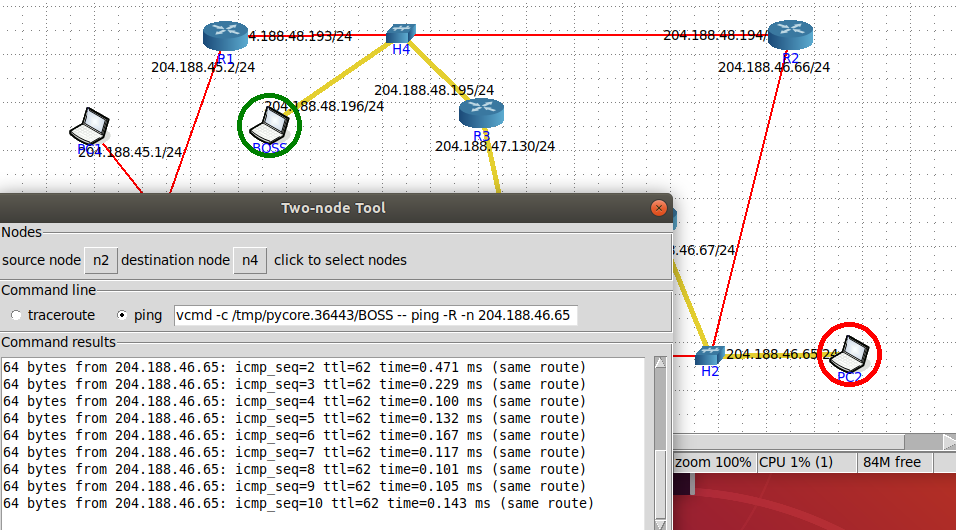 4.188.48.193/24
H4
204.188.48.194/
R1
R2
204.188.45.2/24
204.188.46.66/24
204.188.48.195/24
204.188.48.196/24
R3
BOSS
204.188.47.130/24
PC1
204.188.45.1/24
Two-node Tool
Nodes
source node n2 destination node n4 click to select nodes
3.46.67/24
Command line
traceroute ping vcmd -c /tmp/pycore.36443/BOSS -- ping -R -n 204.188.46.65
Command results
204.188.46.65/24
H2
PC2
64 bytes from 204.188.46.65: icmp_seq=2 ttl=62 time=0.471 ms (same route)
64 bytes from 204.188.46.65: icmp_seq=3 ttl=62 time=0.229 ms (same route)
64 bytes from 204.188.46.65: icmp_seq=4 ttl=62 time=0.100 ms (same route)
64 bytes from 204.188.46.65: icmp_seq=5 ttl=62 time=0.132 ms (same route)
64 bytes from 204.188.46.65: icmp_seq=6 ttl=62 time=0.167 ms (same route)
64 bytes from 204.188.46.65: icmp_seq=7 ttl=62 time=0.117 ms (same route)
64 bytes from 204.188.46.65: icmp_seq=8 ttl=62 time=0.101 ms (same route)
64 bytes from 204.188.46.65: icmp_seq=9 ttl=62 time=0.105 ms (same route)
64 bytes from 204.188.46.65: icmp_seq=10 ttl=62 time=0.143 ms (same route)
zoom 100% CPU 1% (1) 84M free